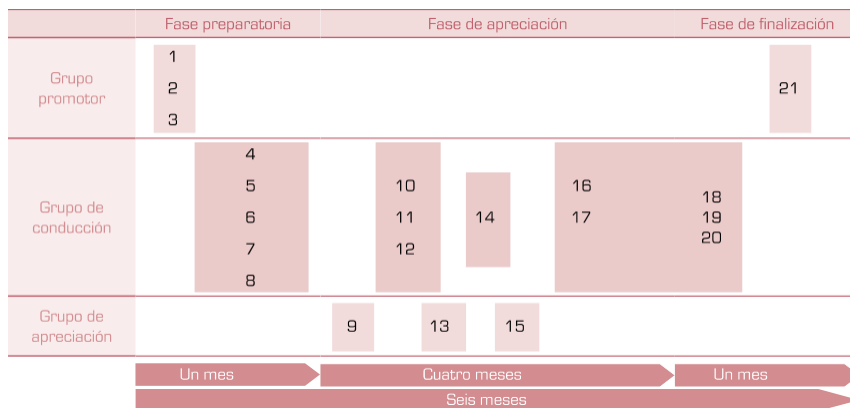 Fase preparatoria Fase de apreciación Fase de finalización
Grupo
promotor
1
2
3
21
Grupo de
conducción
4
5
6
7
8
10
11
12
14
16
17
18
19
20
Grupo de
apreciación
9 13 15
Un mes Cuatro meses Un mes
Seis meses